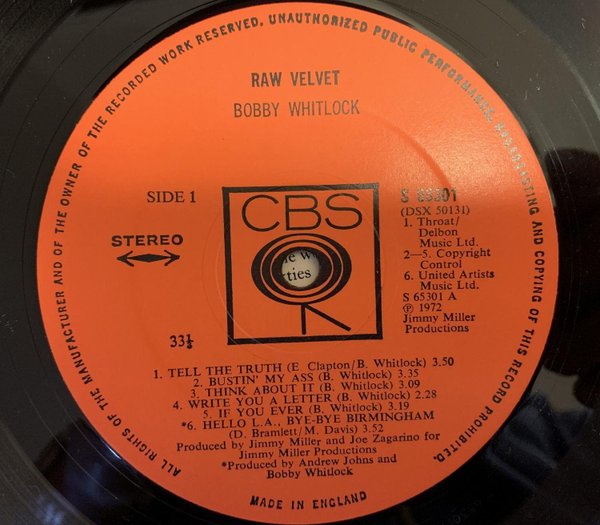 ALL RIGHTS OF THE MANUFACTURER AND OF THE OWNER OF THE RECORDED WORK RESERVED. UNAUTHORIZED PUBLIC PERFORMANCE, BROADCASTING AND COPYING OF THIS RECORD PROHIBITED.
RAW VELVET
BOBBY WHITLOCK
SIDE 1
STEREO
33⅓
CBS
S 65301
(DSX 50131)
1. Throat/
Delbon
Music Ltd.
2—5. Copyright
Control
6. United Artists
Music Ltd.
S 65301 A
Ⓟ 1972
Jimmy Miller
Productions
ties
1. TELL THE TRUTH (E. Clapton/B. Whitlock) 3.50
2. BUSTIN' MY ASS (B. Whitlock) 3.35
3. THINK ABOUT IT (B. Whitlock) 3.09
4. WRITE YOU A LETTER (B. Whitlock) 2.28
5. IF YOU EVER (B. Whitlock) 3.19
*6. HELLO L.A., BYE-BYE BIRMINGHAM
(D. Bramlett/M. Davis) 3.52
Produced by Jimmy Miller and Joe Zagarino for
Jimmy Miller Productions
*Produced by Andrew Johns and
Bobby Whitlock
MADE IN ENGLAND